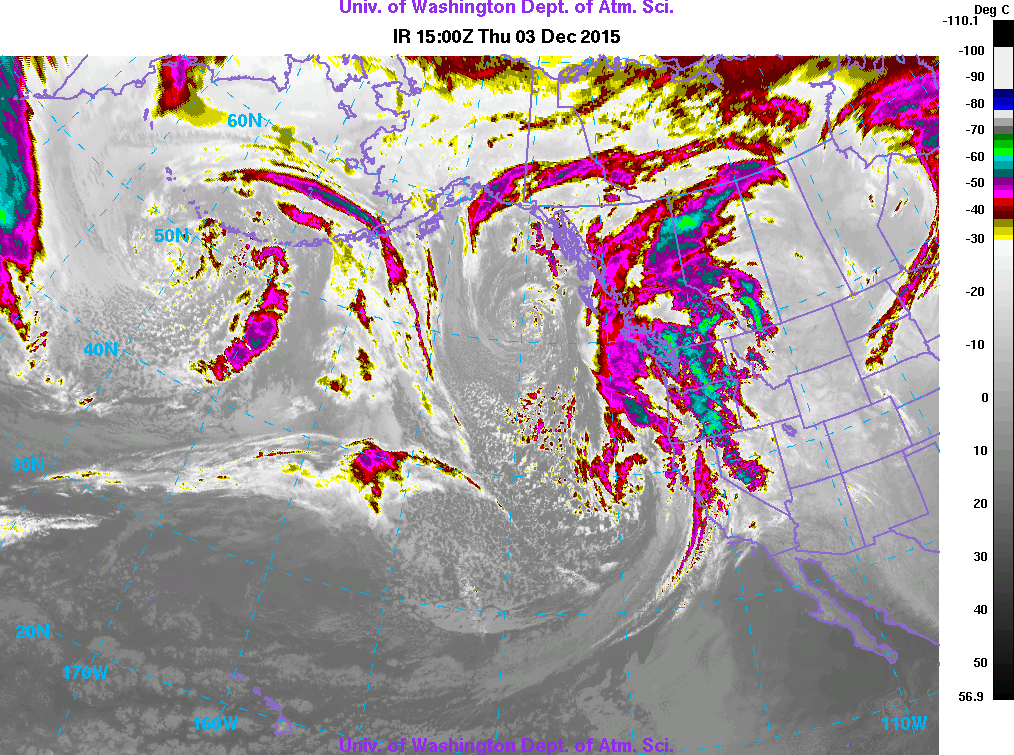 Univ. of Washington Dept. of Atm. Sci.
IR 15:00Z Thu 03 Dec 2015
Deg C
-110.1
-100
-90
-80
-70
-60
-50
-40
-30
-20
-10
0
10
20
30
40
50
56.9
60N
50N
40N
30N
20N
170W
160W
110W
Univ. of Washington Dept. of Atm. Sci.